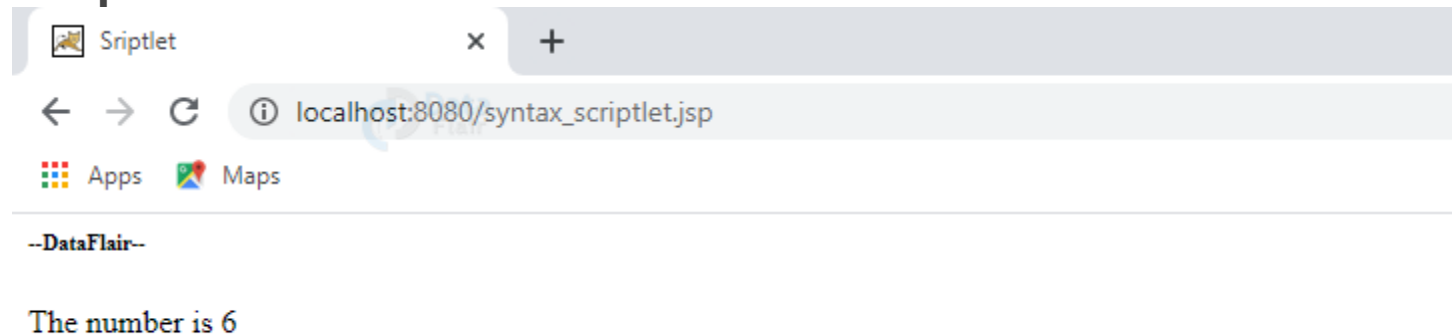 Sriptlet
localhost:8080/syntax_scriptlet.jsp
Apps Maps
--DataFlair--
The number is 6